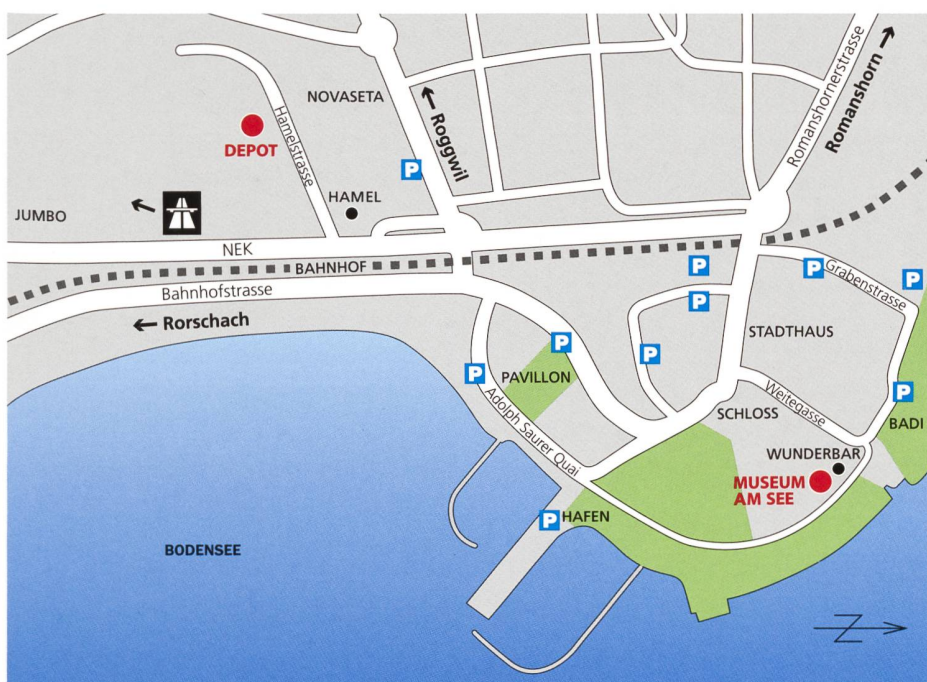 Romanshornerstrasse
Romanshorn
NOVASETA
Hamelstrasse
Roggwil
P
DEPOT
HAMEL
JUMBO
NEK
BAHNHOF
P
P
P
Grabenstrasse
Bahnhofstrasse
P
Rorschach
STADTHAUS
P
P
P
PAVILLON
Adolph Saurer Quai
Weitegasse
P
SCHLOSS
BADI
WUNDERBAR
MUSEUM
AM SEE
P
HAFEN
BODENSEE
N